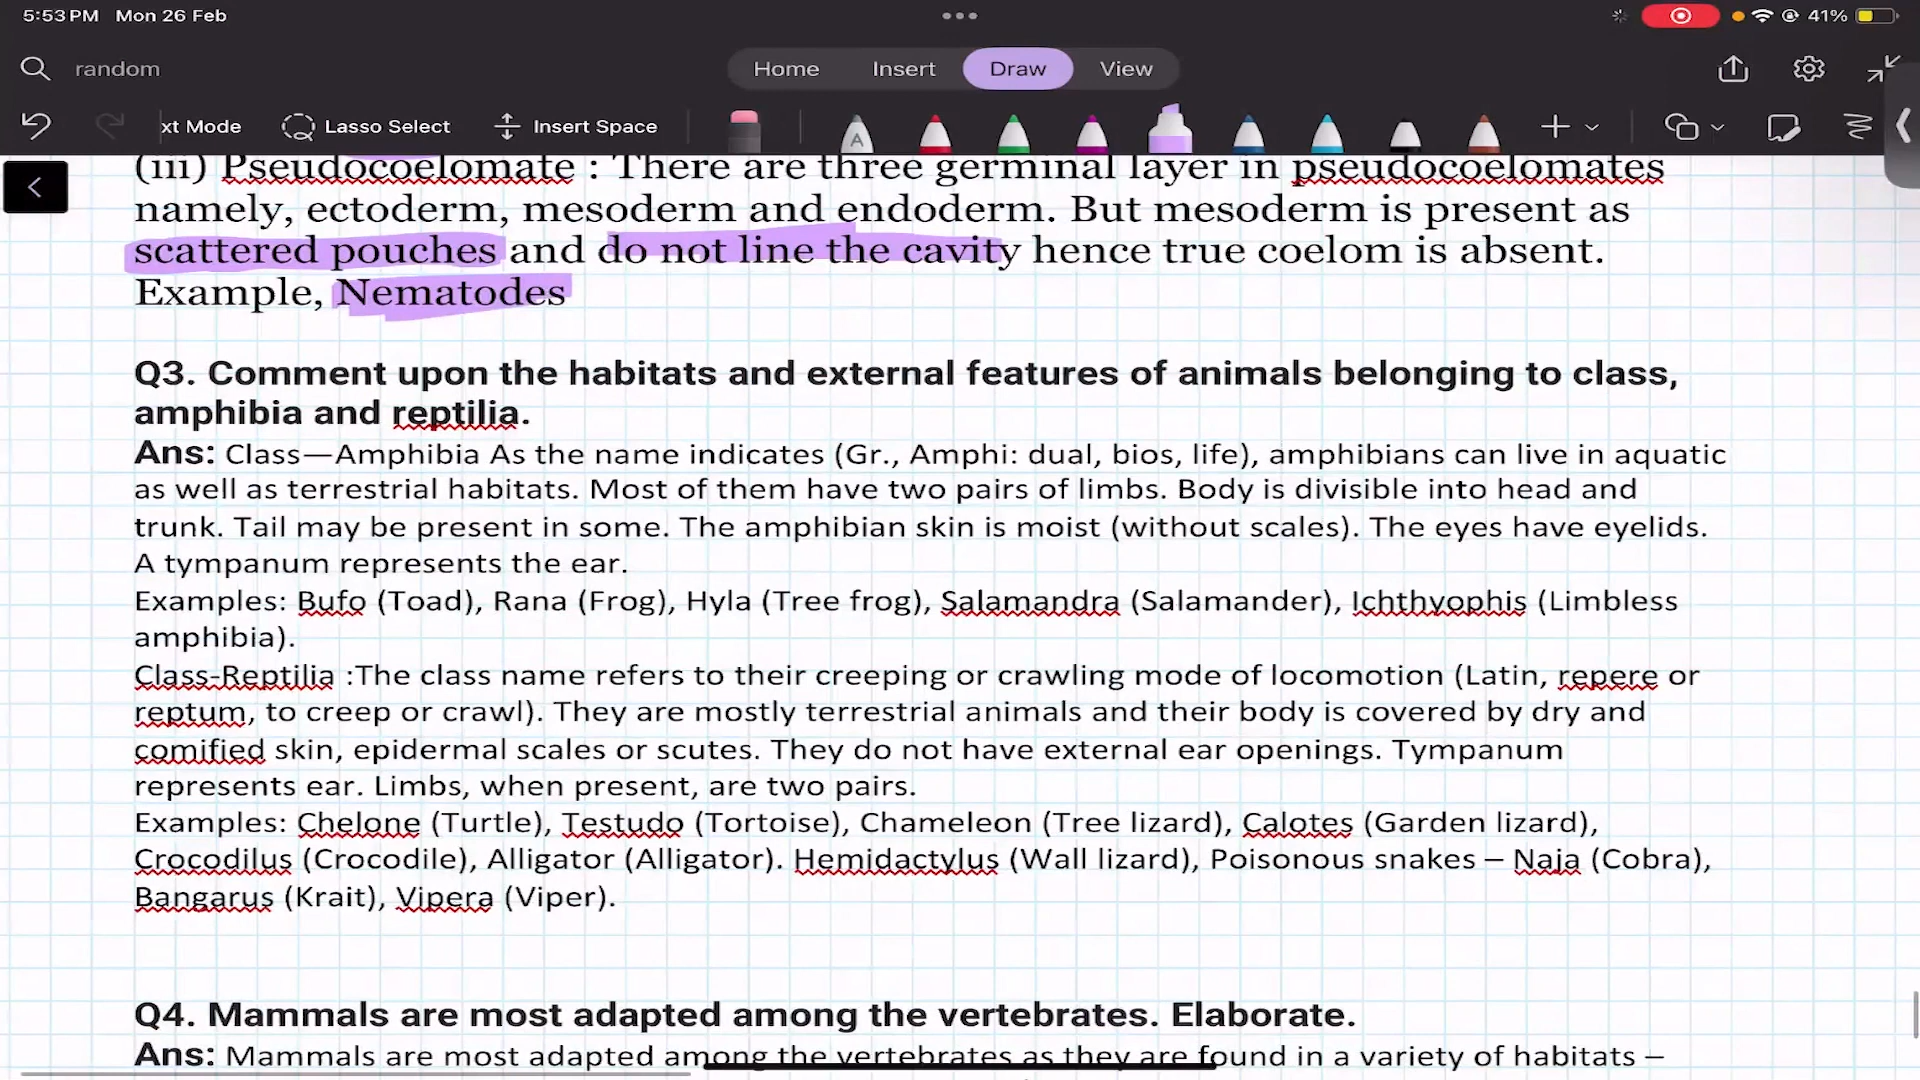 5:53 PM Mon 26 Feb
41%
random
Home Insert Draw View
xt Mode Lasso Select Insert Space
A
(iii) Pseudocoelomate : There are three germinal layer in pseudocoelomates
namely, ectoderm, mesoderm and endoderm. But mesoderm is present as
scattered pouches and do not line the cavity hence true coelom is absent.
Example, Nematodes
Q3. Comment upon the habitats and external features of animals belonging to class,
amphibia and reptilia.
Ans: Class—Amphibia As the name indicates (Gr., Amphi: dual, bios, life), amphibians can live in aquatic
as well as terrestrial habitats. Most of them have two pairs of limbs. Body is divisible into head and
trunk. Tail may be present in some. The amphibian skin is moist (without scales). The eyes have eyelids.
A tympanum represents the ear.
Examples: Bufo (Toad), Rana (Frog), Hyla (Tree frog), Salamandra (Salamander), Ichthyophis (Limbless
amphibia).
Class-Reptilia :The class name refers to their creeping or crawling mode of locomotion (Latin, repere or
reptum, to creep or crawl). They are mostly terrestrial animals and their body is covered by dry and
comified skin, epidermal scales or scutes. They do not have external ear openings. Tympanum
represents ear. Limbs, when present, are two pairs.
Examples: Chelone (Turtle), Testudo (Tortoise), Chameleon (Tree lizard), Calotes (Garden lizard),
Crocodilus (Crocodile), Alligator (Alligator). Hemidactylus (Wall lizard), Poisonous snakes – Naja (Cobra),
Bangarus (Krait), Vipera (Viper).
Q4. Mammals are most adapted among the vertebrates. Elaborate.
Ans: Mammals are most adapted among the vertebrates as they are found in a variety of habitats –